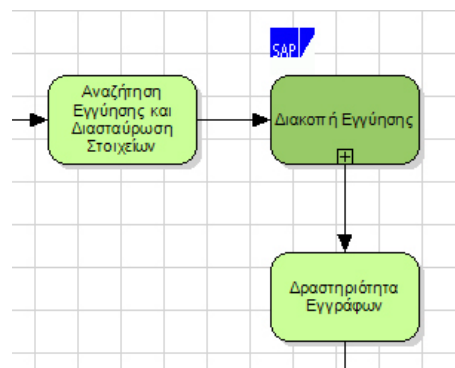 SAP
Αναζήτηση
Εγγύησης και
Διασταύρωση
Στοιχείων
Διακοπή Εγγύησης
Δραστηριότητα
Εγγράφων